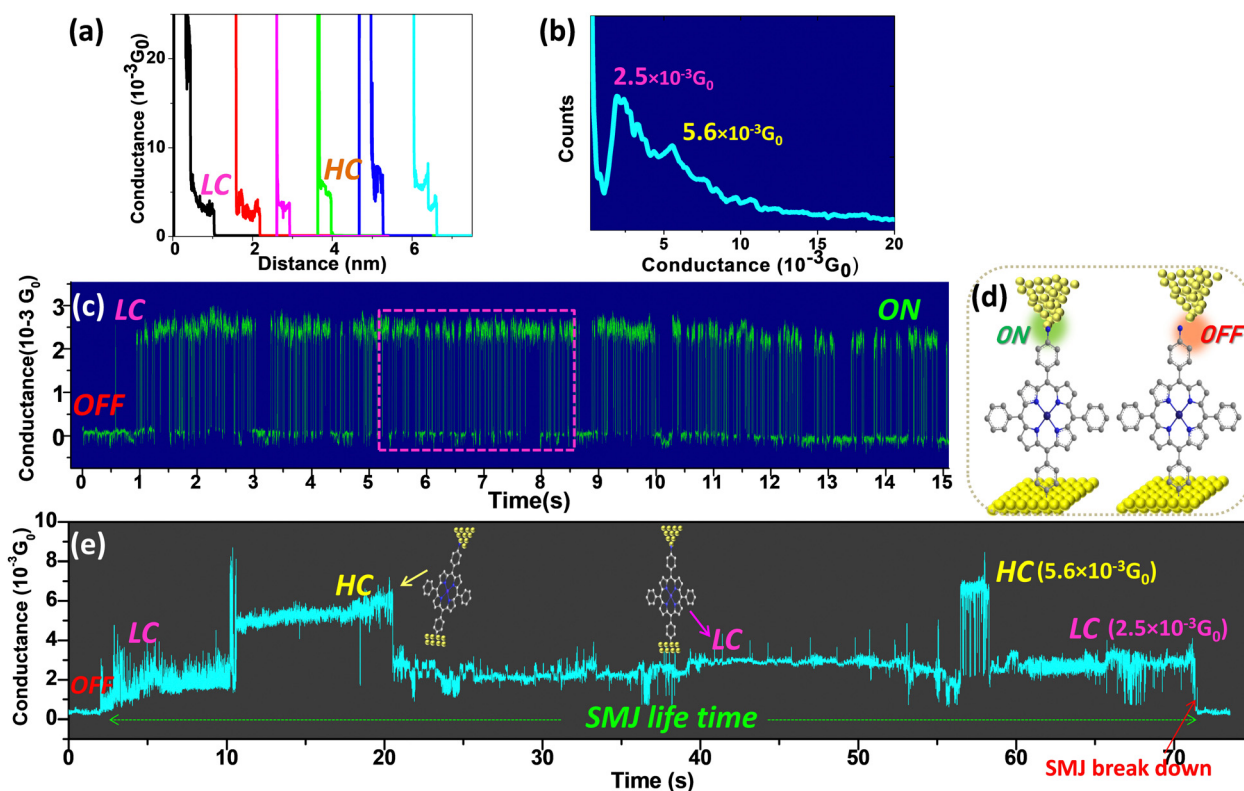 (a)
Conductance (10⁻³G₀)
20
10
0
LC
HC
0
2
4
6
Distance (nm)
(b)
Counts
2.5×10⁻³G₀
5.6×10⁻³G₀
5
10
15
20
Conductance (10⁻³G₀)
(c)
Conductance(10-3 G₀)
3
2
1
0
LC
ON
OFF
0 1 2 3 4 5 6 7 8 9 10 11 12 13 14 15
Time(s)
(d)
ON
OFF
(e)
Conductance (10⁻³G₀)
10
8
6
4
2
0
OFF
LC
HC
LC
HC (5.6×10⁻³G₀)
LC (2.5×10⁻³G₀)
SMJ life time
0 10 20 30 40 50 60 70
Time (s)
SMJ break down